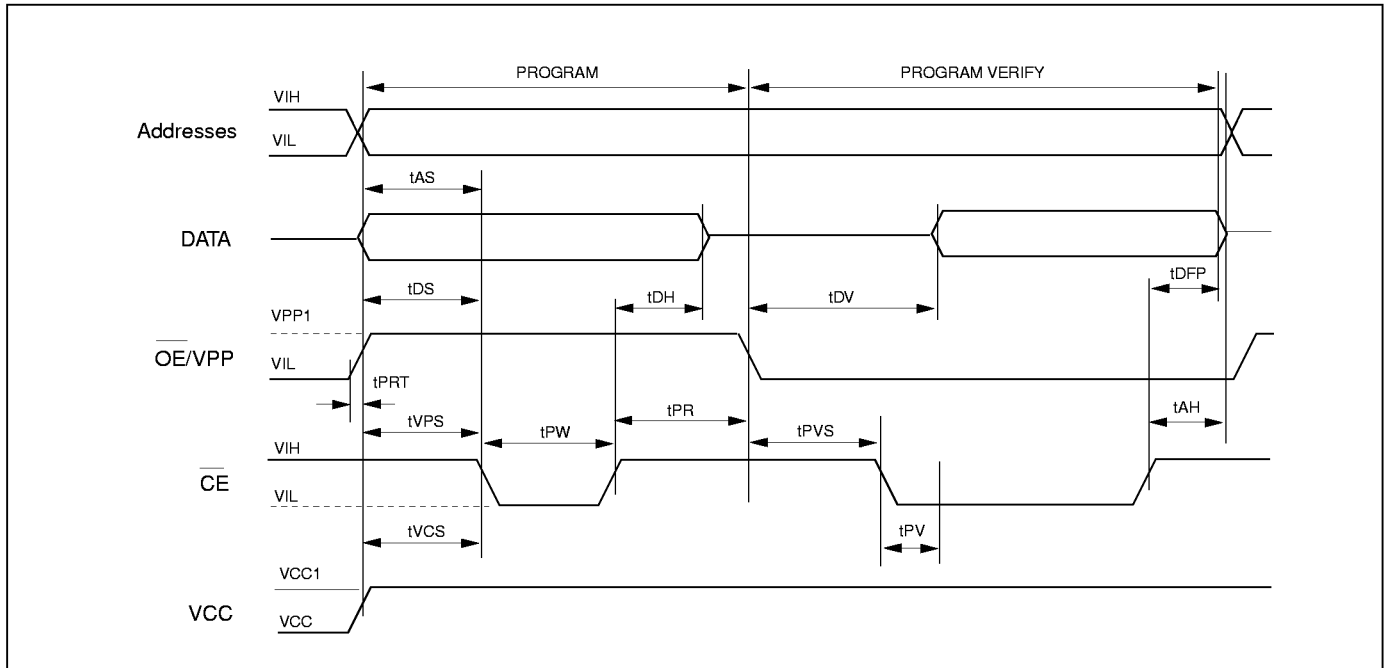 PROGRAM PROGRAM VERIFY
VIH
Addresses
VIL
tAS
DATA
tDS tDH tDV tDFP
VPP1
OE/VPP
VIL
tPRT
tVPS tPW tPR tPVS tAH
VIH
CE
VIL
tVCS tPV
VCC1
VCC
VCC